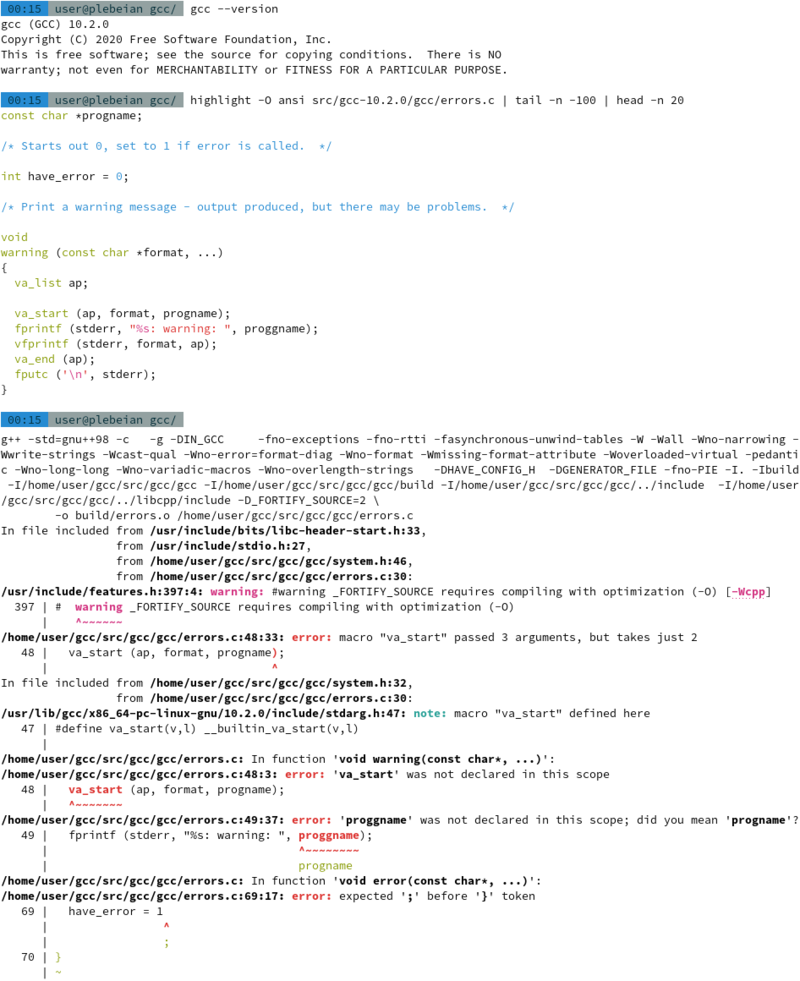 00:15 user@plebeian gcc/ gcc --version
gcc (GCC) 10.2.0
Copyright (C) 2020 Free Software Foundation, Inc.
This is free software; see the source for copying conditions.  There is NO
warranty; not even for MERCHANTABILITY or FITNESS FOR A PARTICULAR PURPOSE.

00:15 user@plebeian gcc/ highlight -O ansi src/gcc-10.2.0/gcc/errors.c | tail -n -100 | head -n 20
const char *progname;

/* Starts out 0, set to 1 if error is called.  */

int have_error = 0;

/* Print a warning message - output produced, but there may be problems.  */

void
warning (const char *format, ...)
{
  va_list ap;

  va_start (ap, format, progname);
  fprintf (stderr, "%s: warning: ", proggname);
  vfprintf (stderr, format, ap);
  va_end (ap);
  fputc ('\n', stderr);
}

00:15 user@plebeian gcc/
g++ -std=gnu++98 -c   -g -DIN_GCC     -fno-exceptions -fno-rtti -fasynchronous-unwind-tables -W -Wall -Wno-narrowing -
Wwrite-strings -Wcast-qual -Wno-error=format-diag -Wno-format -Wmissing-format-attribute -Woverloaded-virtual -pedanti
c -Wno-long-long -Wno-variadic-macros -Wno-overlength-strings   -DHAVE_CONFIG_H  -DGENERATOR_FILE -fno-PIE -I. -Ibuild
 -I/home/user/gcc/src/gcc/gcc -I/home/user/gcc/src/gcc/gcc/build -I/home/user/gcc/src/gcc/gcc/../include  -I/home/user
/gcc/src/gcc/gcc/../libcpp/include -D_FORTIFY_SOURCE=2 \
        -o build/errors.o /home/user/gcc/src/gcc/gcc/errors.c
In file included from /usr/include/bits/libc-header-start.h:33,
                 from /usr/include/stdio.h:27,
                 from /home/user/gcc/src/gcc/gcc/system.h:46,
                 from /home/user/gcc/src/gcc/gcc/errors.c:30:
/usr/include/features.h:397:4: warning: #warning _FORTIFY_SOURCE requires compiling with optimization (-O) [-Wcpp]
  397 | #  warning _FORTIFY_SOURCE requires compiling with optimization (-O)
      |    ^~~~~~~
/home/user/gcc/src/gcc/gcc/errors.c:48:33: error: macro "va_start" passed 3 arguments, but takes just 2
   48 |   va_start (ap, format, progname);
      |                                 ^
In file included from /home/user/gcc/src/gcc/gcc/system.h:32,
                 from /home/user/gcc/src/gcc/gcc/errors.c:30:
/usr/lib/gcc/x86_64-pc-linux-gnu/10.2.0/include/stdarg.h:47: note: macro "va_start" defined here
   47 | #define va_start(v,l) __builtin_va_start(v,l)
      |
/home/user/gcc/src/gcc/gcc/errors.c: In function 'void warning(const char*, ...)':
/home/user/gcc/src/gcc/gcc/errors.c:48:3: error: 'va_start' was not declared in this scope
   48 |   va_start (ap, format, progname);
      |   ^~~~~~~~
/home/user/gcc/src/gcc/gcc/errors.c:49:37: error: 'proggname' was not declared in this scope; did you mean 'progname'?
   49 |   fprintf (stderr, "%s: warning: ", proggname);
      |                                     ^~~~~~~~~
      |                                     progname
/home/user/gcc/src/gcc/gcc/errors.c: In function 'void error(const char*, ...)':
/home/user/gcc/src/gcc/gcc/errors.c:69:17: error: expected ';' before '}' token
   69 |   have_error = 1
      |                 ^
      |                 ;
   70 | }
      | ~